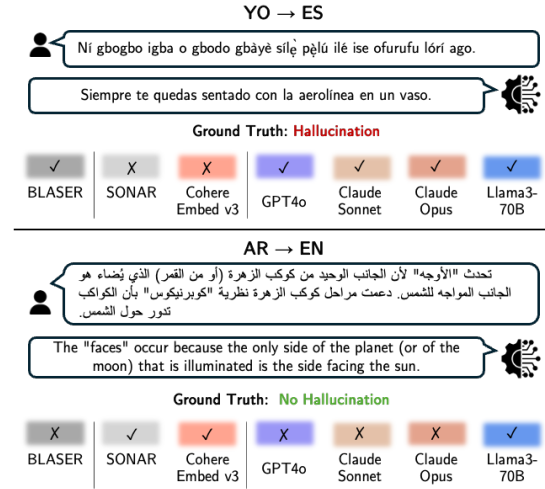 YO → ES
Ní gbogbo igba o gbodo gbàyè sílẹ̀ pẹ̀lú ilé ise ofurufu lórí ago.
Siempre te quedas sentado con la aerolínea en un vaso.
Ground Truth: Hallucination
✓ ✗ ✗ ✓ ✓ ✓ ✓
BLASER SONAR Cohere Embed v3 GPT4o Claude Sonnet Claude Opus Llama3-70B
AR → EN
تحدث "الأوجه" لأن الجانب الوحيد من كوكب الزهرة (أو من القمر) الذي يُضاء هو
الجانب المواجه للشمس. دعمت مراحل كوكب الزهرة نظرية "كوبرنيكوس" بأن الكواكب
تدور حول الشمس.
The "faces" occur because the only side of the planet (or of the
moon) that is illuminated is the side facing the sun.
Ground Truth: No Hallucination
✗ ✓ ✓ ✗ ✗ ✗ ✓
BLASER SONAR Cohere Embed v3 GPT4o Claude Sonnet Claude Opus Llama3-70B